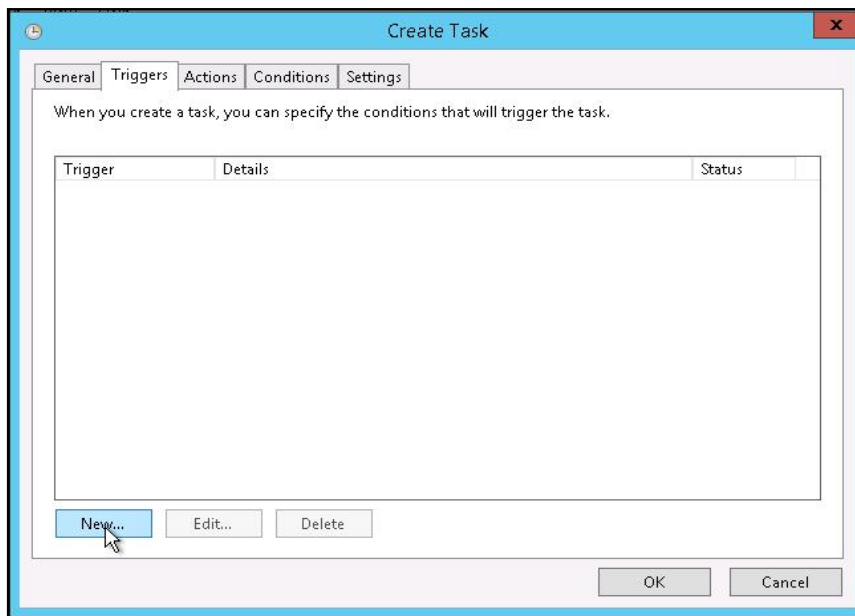 Create Task
x
General Triggers Actions Conditions Settings
When you create a task, you can specify the conditions that will trigger the task.
Trigger Details Status
New... Edit... Delete
OK Cancel